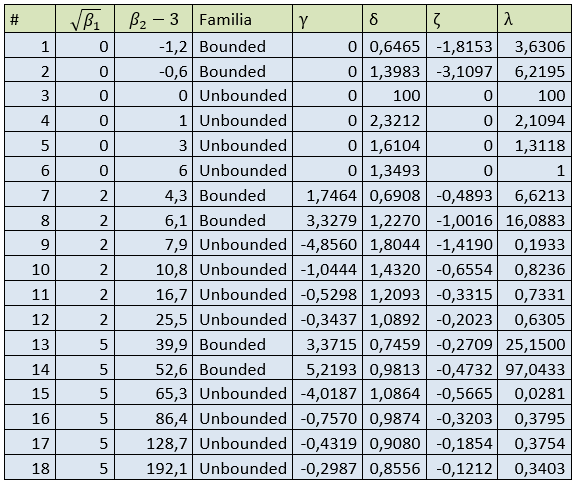 # √β₁ β₂ − 3 Familia γ δ ζ λ
1 0 -1,2 Bounded 0 0,6465 -1,8153 3,6306
2 0 -0,6 Bounded 0 1,3983 -3,1097 6,2195
3 0 0 Unbounded 0 100 0 100
4 0 1 Unbounded 0 2,3212 0 2,1094
5 0 3 Unbounded 0 1,6104 0 1,3118
6 0 6 Unbounded 0 1,3493 0 1
7 2 4,3 Bounded 1,7464 0,6908 -0,4893 6,6213
8 2 6,1 Bounded 3,3279 1,2270 -1,0016 16,0883
9 2 7,9 Unbounded -4,8560 1,8044 -1,4190 0,1933
10 2 10,8 Unbounded -1,0444 1,4320 -0,6554 0,8236
11 2 16,7 Unbounded -0,5298 1,2093 -0,3315 0,7331
12 2 25,5 Unbounded -0,3437 1,0892 -0,2023 0,6305
13 5 39,9 Bounded 3,3715 0,7459 -0,2709 25,1500
14 5 52,6 Bounded 5,2193 0,9813 -0,4732 97,0433
15 5 65,3 Unbounded -4,0187 1,0864 -0,5665 0,0281
16 5 86,4 Unbounded -0,7570 0,9874 -0,3203 0,3795
17 5 128,7 Unbounded -0,4319 0,9080 -0,1854 0,3754
18 5 192,1 Unbounded -0,2987 0,8556 -0,1212 0,3403